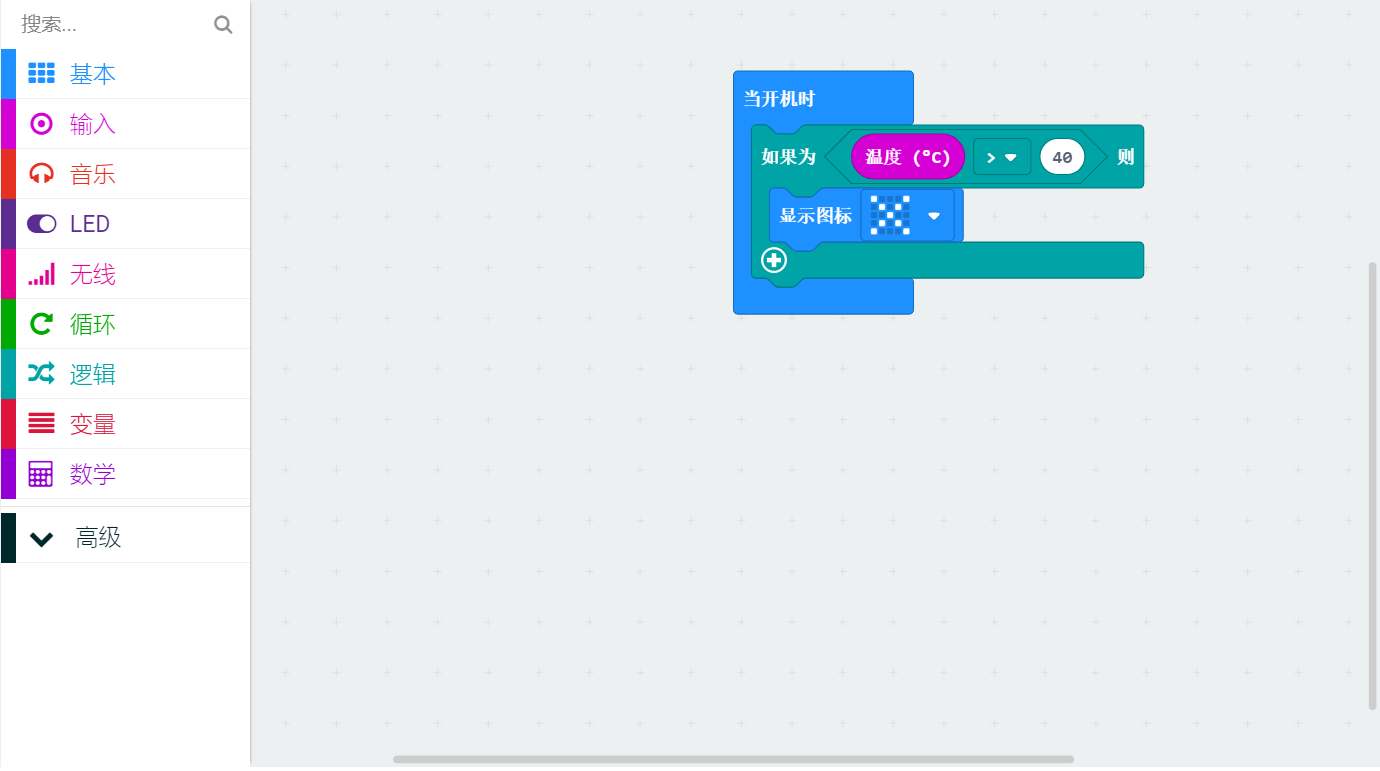 搜索...
基本
输入
音乐
LED
无线
循环
逻辑
变量
数学
高级
当开机时
如果为 温度 (°C) > 40 则
显示图标